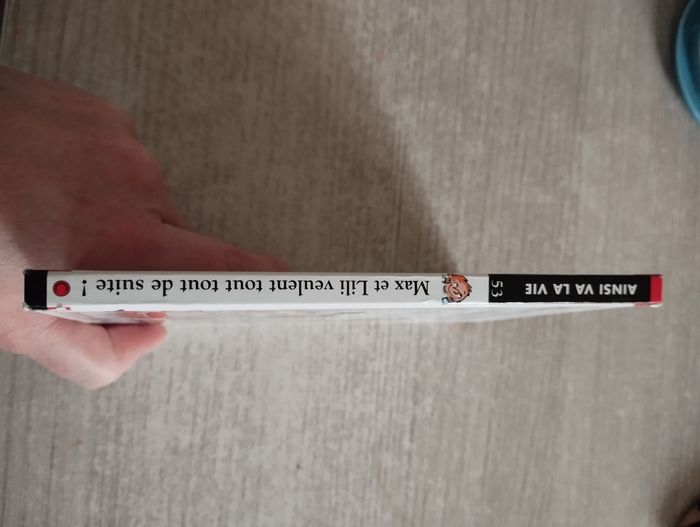 AINSI VA LA VIE
53
Max et Lili veulent tout tout de suite !